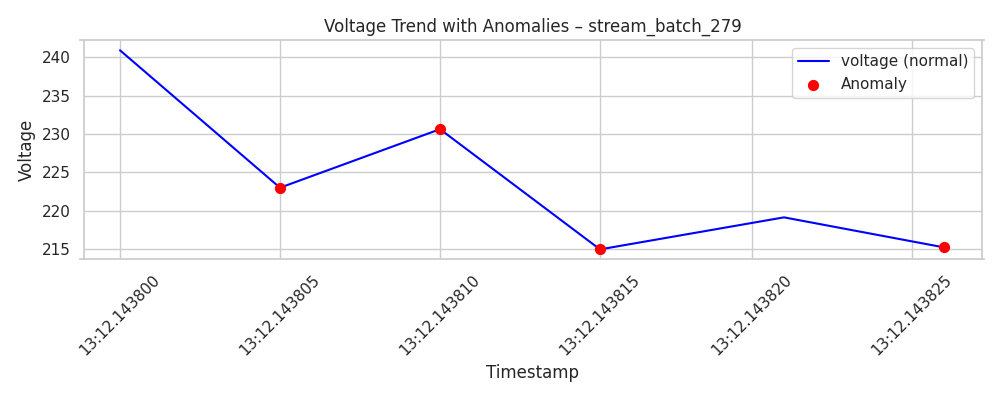 Voltage Trend with Anomalies – stream_batch_279
voltage (normal)
Anomaly
Voltage
240
235
230
225
220
215
13:12.143800
13:12.143805
13:12.143810
13:12.143815
13:12.143820
13:12.143825
Timestamp